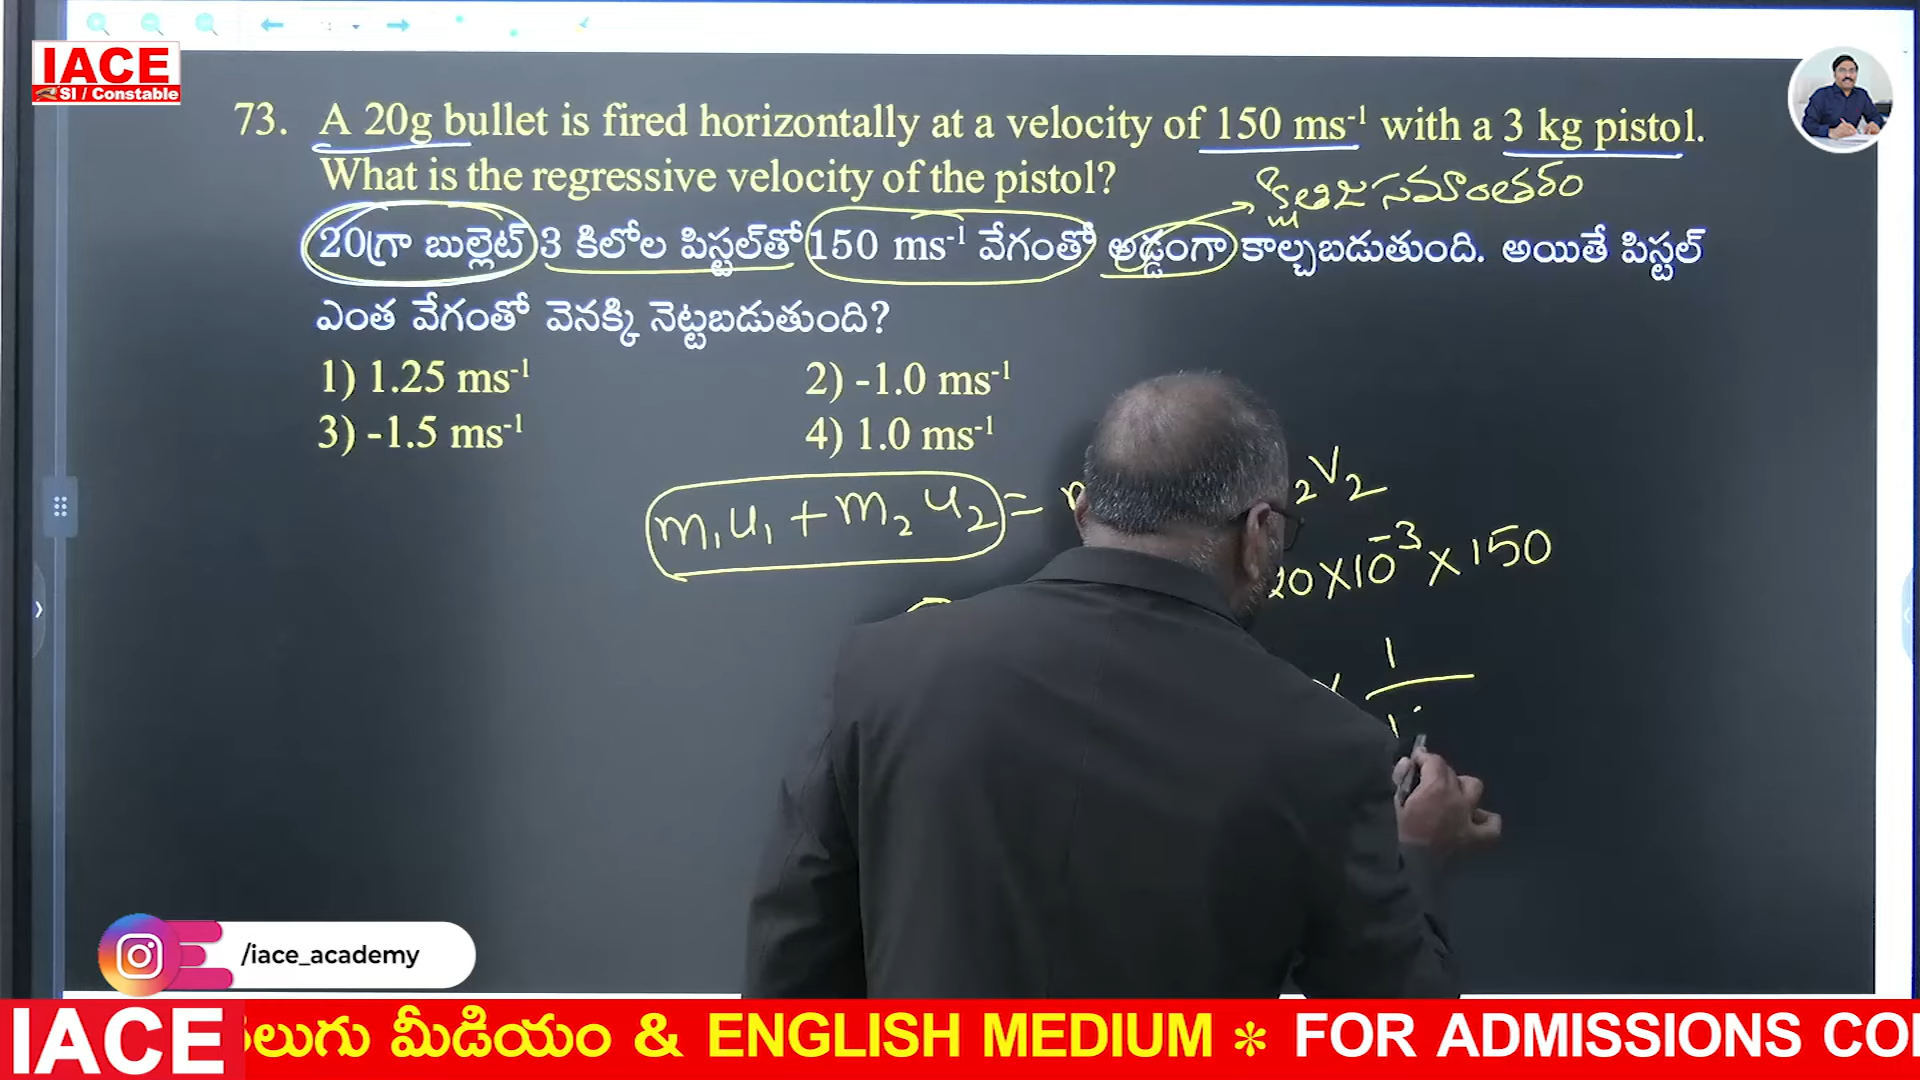 IACE
SI / Constable
73. A 20g bullet is fired horizontally at a velocity of 150 ms-1 with a 3 kg pistol.
What is the regressive velocity of the pistol?
క్షితిజ సమాంతరం
20గ్రా బుల్లెట్ 3 కిలోల పిస్టల్‌తో 150 ms-1 వేగంతో అడ్డంగా కాల్చబడుతుంది. అయితే పిస్టల్
ఎంత వేగంతో వెనక్కి నెట్టబడుతుంది?
1) 1.25 ms-1 2) -1.0 ms-1
3) -1.5 ms-1 4) 1.0 ms-1
m1u1 + m2u2 = 2V2
20×10-3×150
1
/iace_academy
IACE మీడియం & ENGLISH MEDIUM * FOR ADMISSIONS